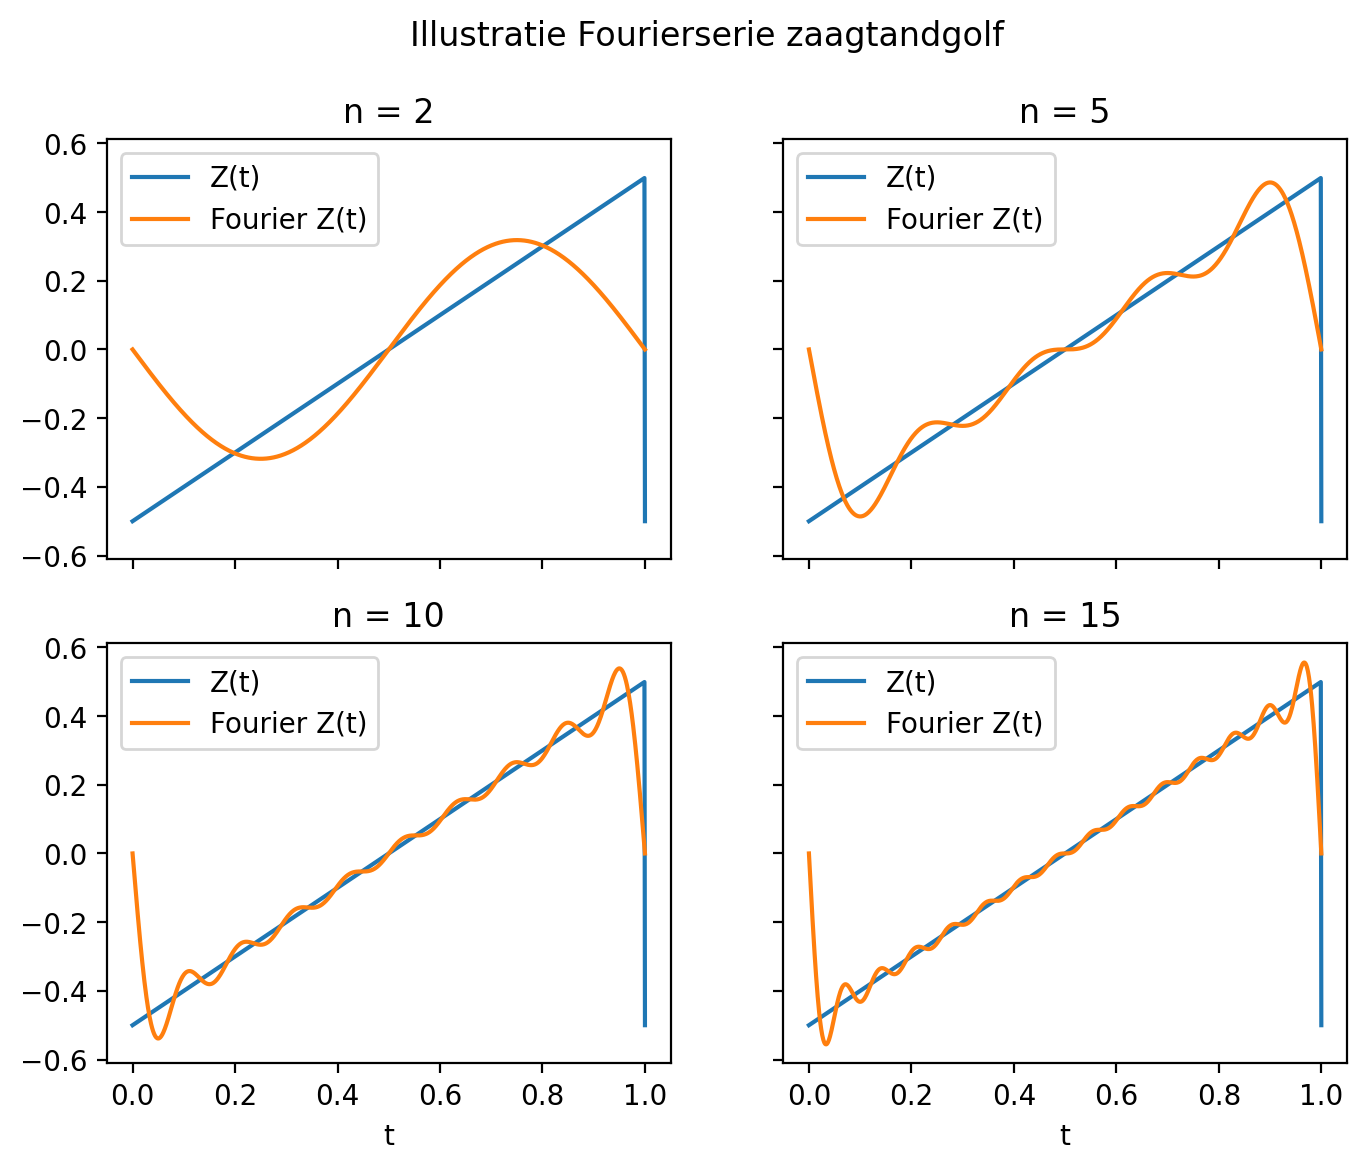 Illustratie Fourierserie zaagtandgolf
n = 2
Z(t)
Fourier Z(t)
0.6
0.4
0.2
0.0
−0.2
−0.4
−0.6
n = 5
Z(t)
Fourier Z(t)
n = 10
Z(t)
Fourier Z(t)
0.6
0.4
0.2
0.0
−0.2
−0.4
−0.6
0.0 0.2 0.4 0.6 0.8 1.0
t
n = 15
Z(t)
Fourier Z(t)
0.0 0.2 0.4 0.6 0.8 1.0
t